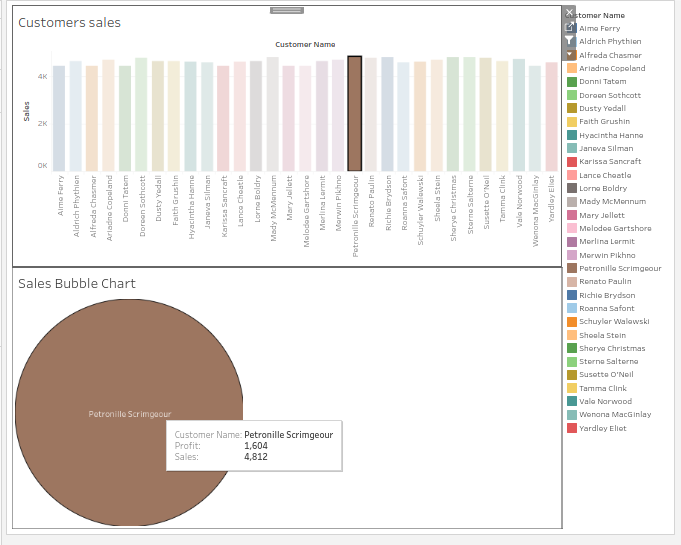 Customers sales
Customer Name
Sales
4K
2K
0K
Aime Ferry
Aldrich Phythien
Alfreda Chasmer
Ariadne Copeland
Donni Tatem
Doreen Sothcott
Dusty Yedall
Faith Grushin
Hyacintha Hanne
Janeva Silman
Karissa Sancraft
Lance Cheatle
Lorne Boldry
Mady McMennum
Mary Jellett
Melodee Gartshore
Merlina Lermit
Merwin Pikhno
Petronille Scrimgeour
Renato Paulin
Richie Brydson
Roanna Safont
Schuyler Walewski
Sheela Stein
Sherye Christmas
Sterne Salterne
Susette O'Neil
Tamma Clink
Vale Norwood
Wenona MacGinlay
Yardley Eliet
Sales Bubble Chart
Petronille Scrimgeour
Customer Name: Petronille Scrimgeour
Profit: 1,604
Sales: 4,812
Customer Name
Aime Ferry
Aldrich Phythien
Alfreda Chasmer
Ariadne Copeland
Donni Tatem
Doreen Sothcott
Dusty Yedall
Faith Grushin
Hyacintha Hanne
Janeva Silman
Karissa Sancraft
Lance Cheatle
Lorne Boldry
Mady McMennum
Mary Jellett
Melodee Gartshore
Merlina Lermit
Merwin Pikhno
Petronille Scrimgeour
Renato Paulin
Richie Brydson
Roanna Safont
Schuyler Walewski
Sheela Stein
Sherye Christmas
Sterne Salterne
Susette O'Neil
Tamma Clink
Vale Norwood
Wenona MacGinlay
Yardley Eliet